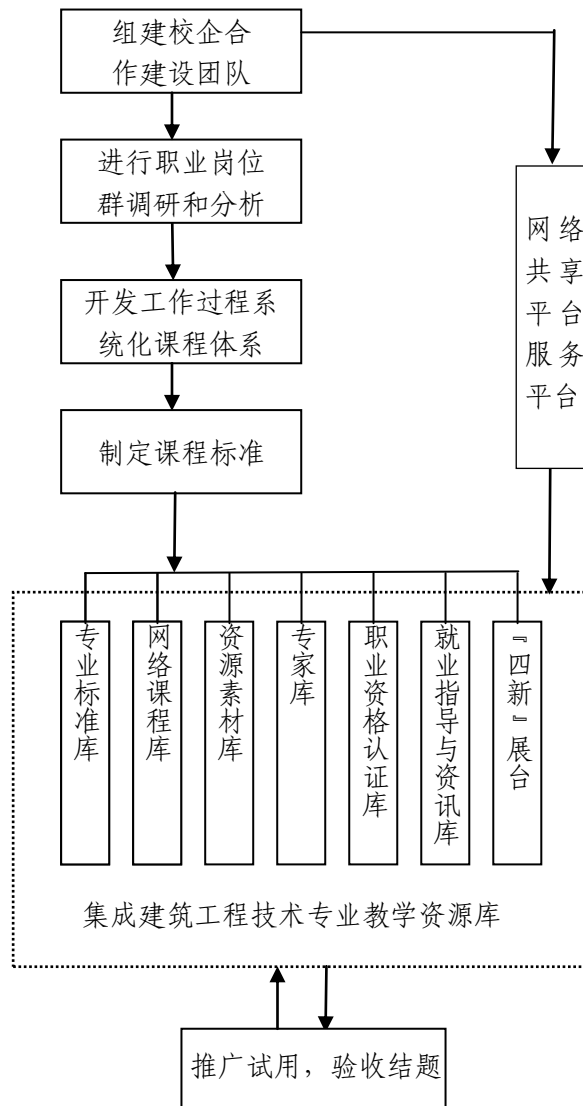 组建校企合
作建设团队
进行职业岗位
群调研和分析
网络
共享
平台
服务
平台
开发工作过程系
统化课程体系
制定课程标准
专业标准库
网络课程库
资源素材库
专家库
职业资格认证库
就业指导与资讯库
『四新』展台
集成建筑工程技术专业教学资源库
推广试用，验收结题